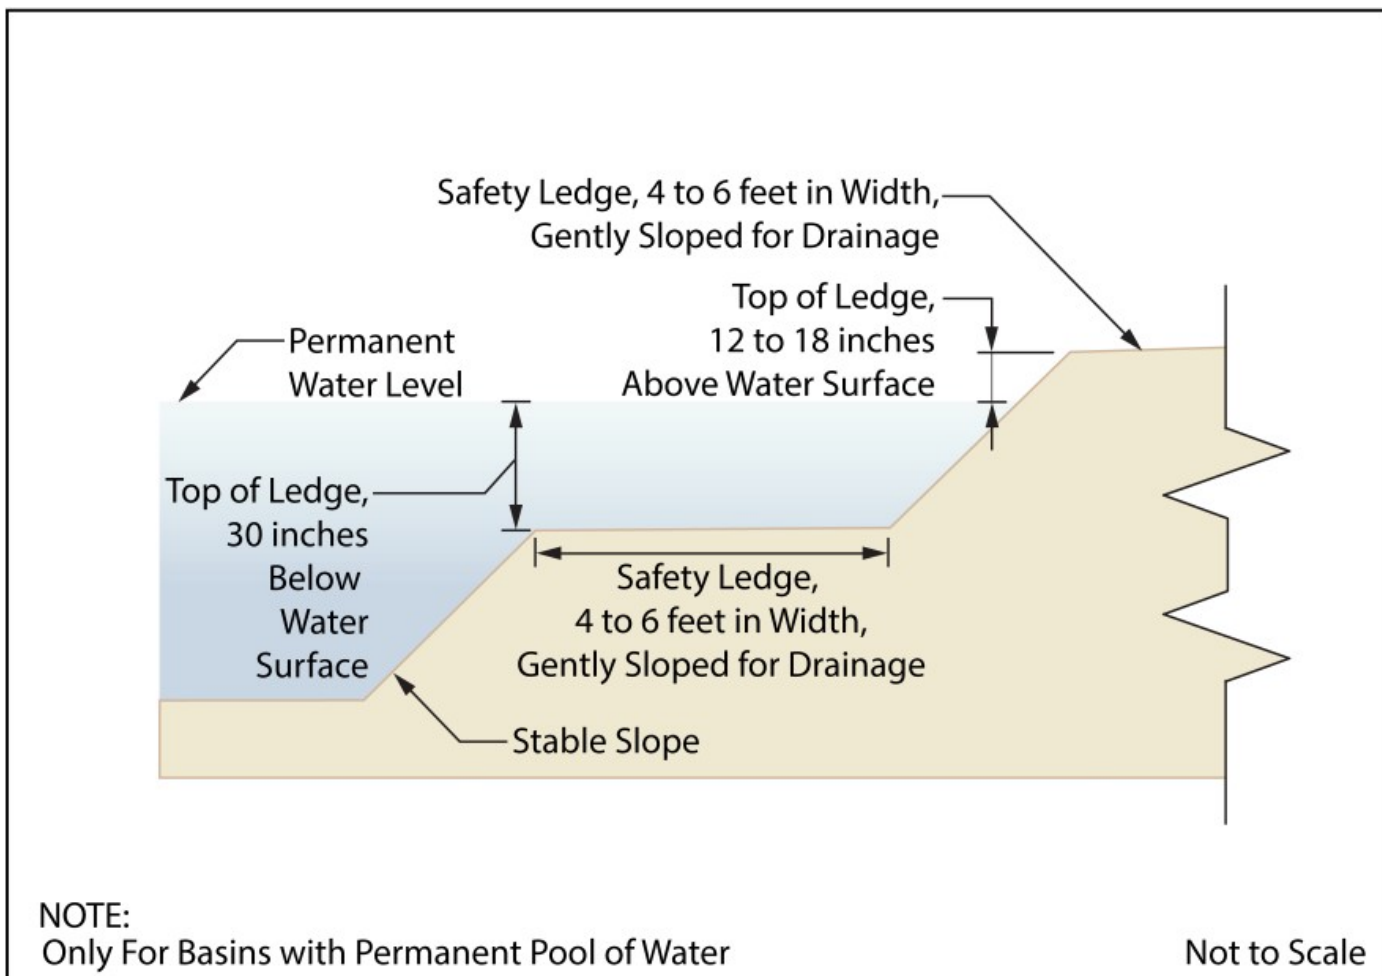 Safety Ledge, 4 to 6 feet in Width,
Gently Sloped for Drainage
Top of Ledge,
12 to 18 inches
Above Water Surface
Permanent
Water Level
Top of Ledge,
30 inches
Below
Water
Surface
Safety Ledge,
4 to 6 feet in Width,
Gently Sloped for Drainage
Stable Slope
NOTE:
Only For Basins with Permanent Pool of Water
Not to Scale